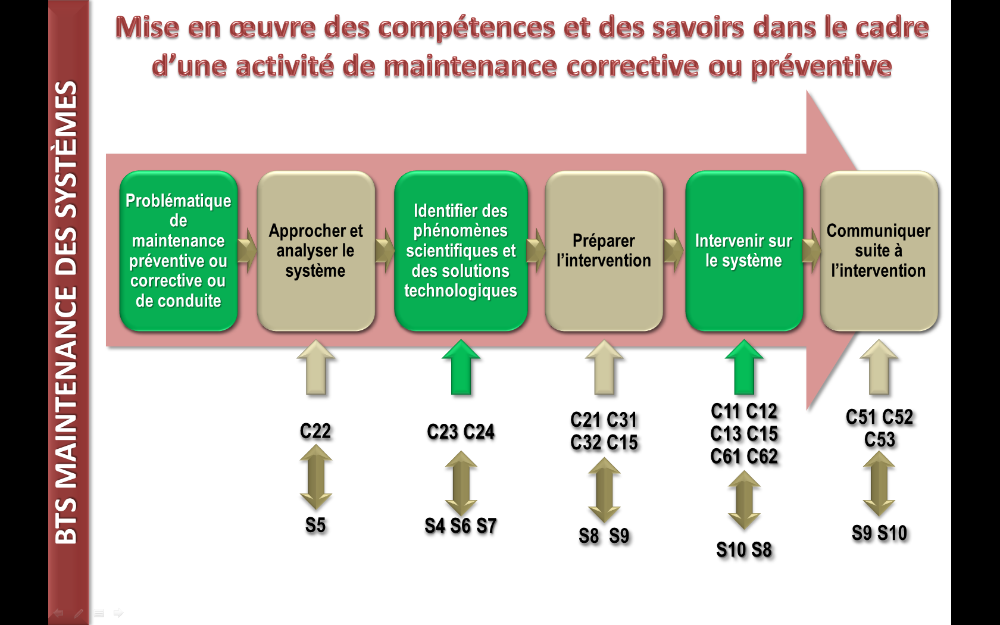 Mise en œuvre des compétences et des savoirs dans le cadre
d’une activité de maintenance corrective ou préventive
BTS MAINTENANCE DES SYSTÈMES
Problématique
de
maintenance
préventive ou
corrective ou
de conduite
Approcher et
analyser le
système
Identifier des
phénomènes
scientifiques et
des solutions
technologiques
Préparer
l’intervention
Intervenir sur
le système
Communiquer
suite à
l’intervention
C22
S5
C23 C24
S4 S6 S7
C21 C31
C32 C15
S8 S9
C11 C12
C13 C15
C61 C62
S10 S8
C51 C52
C53
S9 S10